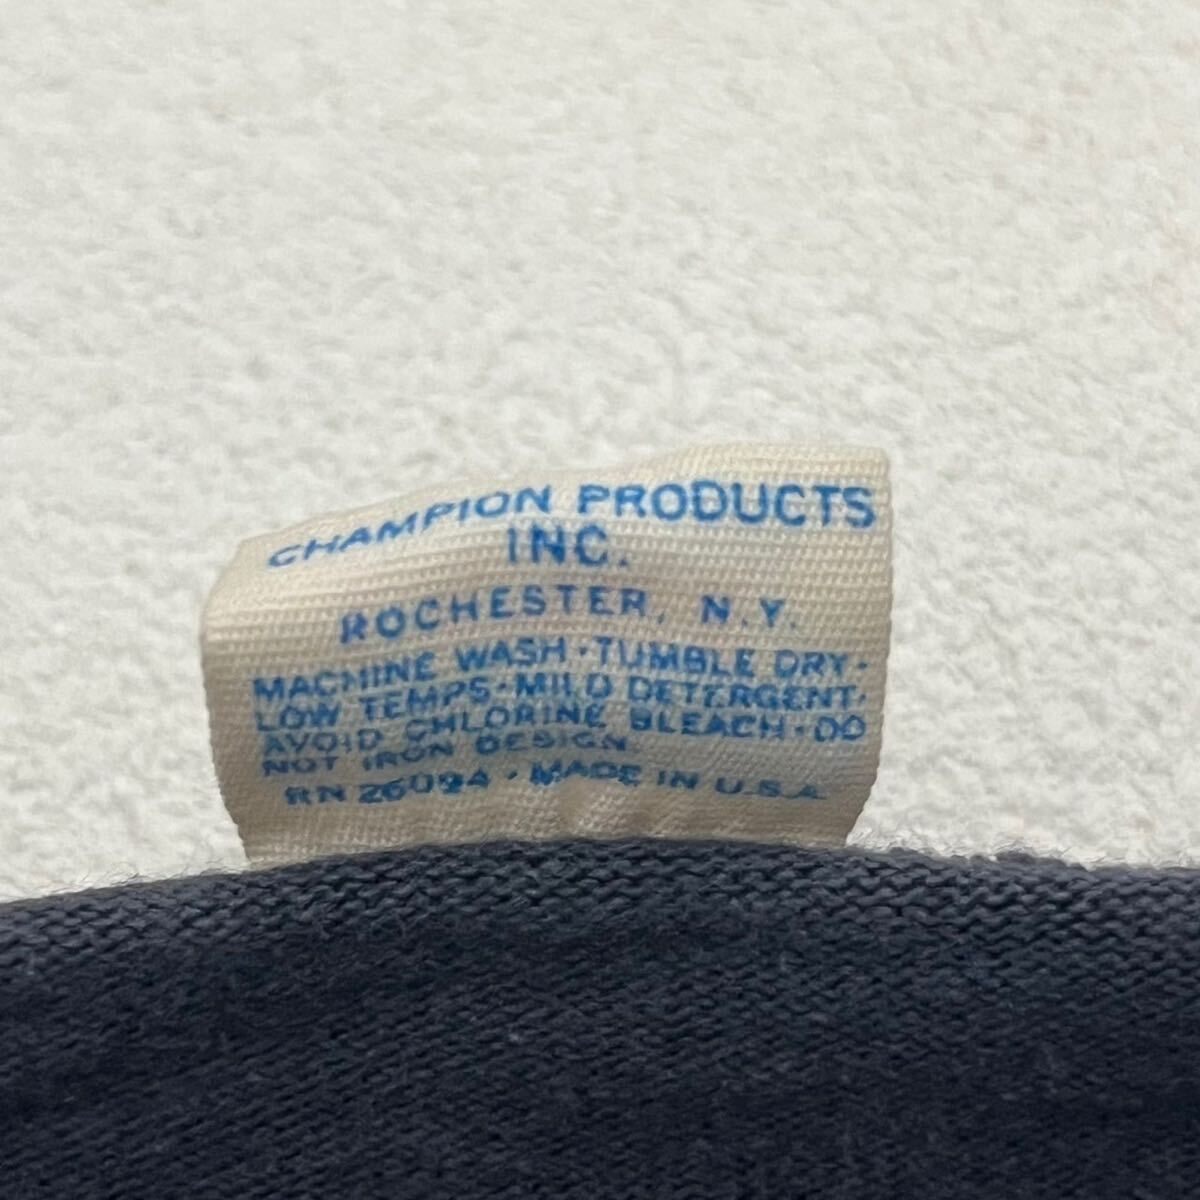 CHAMPION PRODUCTS
INC.
ROCHESTER, N.Y.
MACHINE WASH·TUMBLE DRY·
LOW TEMPS·MILD DETERGENT·
AVOID CHLORINE BLEACH·DO
NOT IRON DESIGN.
RN 26094 · MADE IN U.S.A.